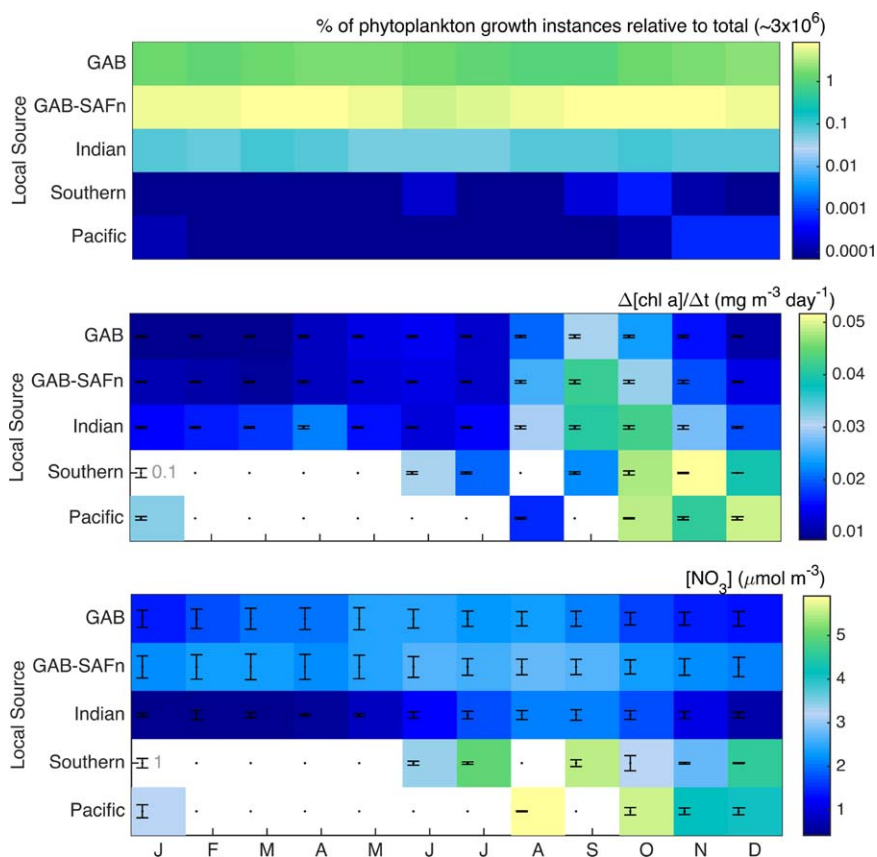 % of phytoplankton growth instances relative to total (~3x10⁶)
Local Source
GAB
GAB-SAFn
Indian
Southern
Pacific
1
0.1
0.01
0.001
0.0001
Δ[chl a]/Δt (mg m⁻³ day⁻¹)
Local Source
GAB
GAB-SAFn
Indian
Southern
Pacific
0.1
0.05
0.04
0.03
0.02
0.01
[NO₃] (μmol m⁻³)
Local Source
GAB
GAB-SAFn
Indian
Southern
Pacific
1
5
4
3
2
1
J F M A M J J A S O N D